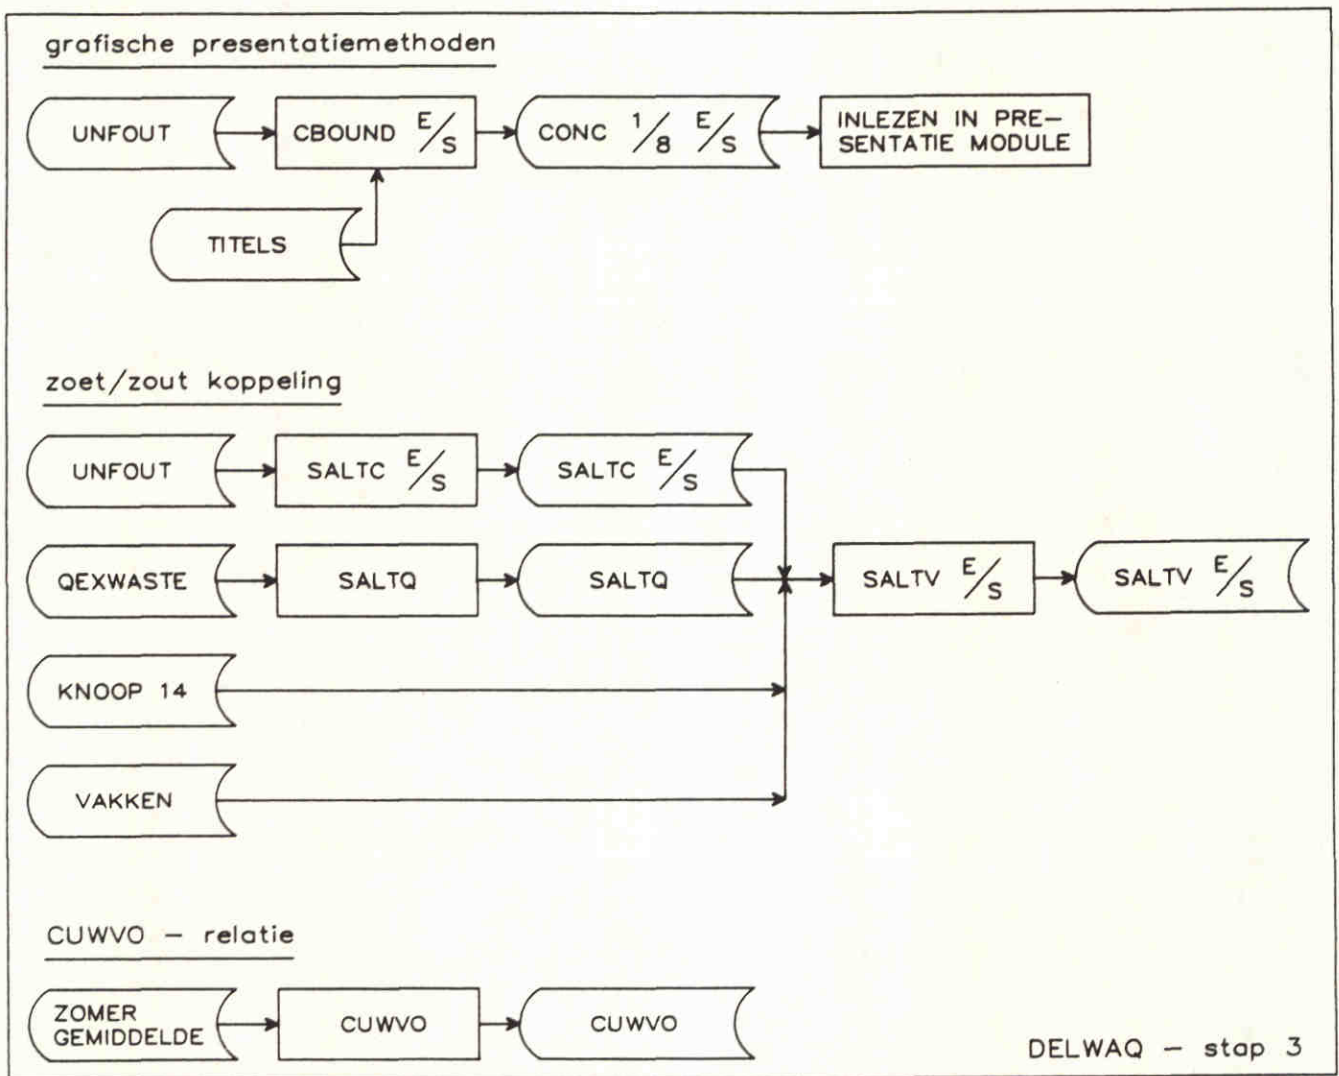 grafische presentatiemethoden
UNFOUT
CBOUND E/S
CONC 1/8 E/S
INLEZEN IN PRE-
SENTATIE MODULE
TITELS
zoet/zout koppeling
UNFOUT
SALTC E/S
SALTC E/S
QEXWASTE
SALTQ
SALTQ
SALTV E/S
SALTV E/S
KNOOP 14
VAKKEN
CUWVO - relatie
ZOMER
GEMIDDELDE
CUWVO
CUWVO
DELWAQ - stap 3